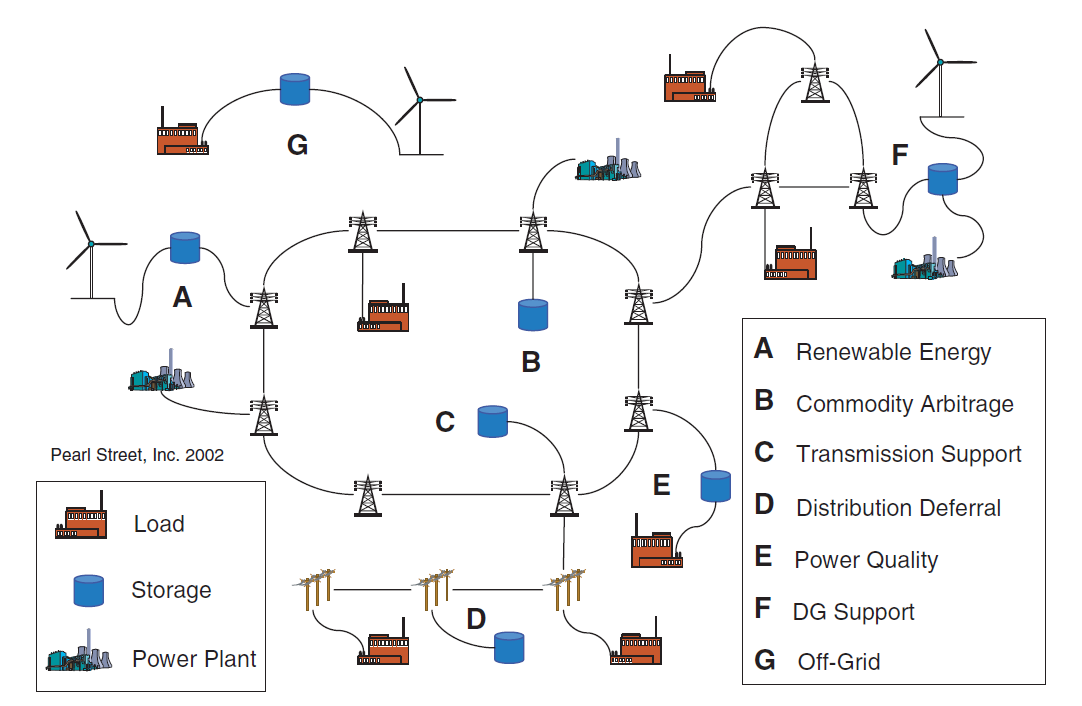 G
F
A
B
C
E
D
Pearl Street, Inc. 2002
Load
Storage
Power Plant
A Renewable Energy
B Commodity Arbitrage
C Transmission Support
D Distribution Deferral
E Power Quality
F DG Support
G Off-Grid